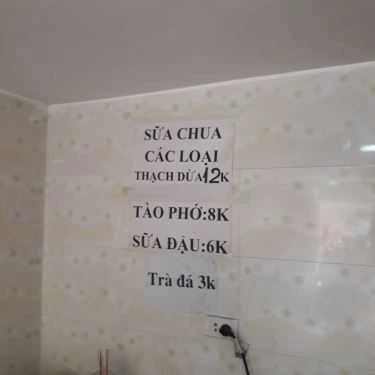 SỮA CHUA
CÁC LOẠI
THẠCH DỪA12K
TÀO PHỚ:8K
SỮA ĐẬU:6K
Trà đá 3k